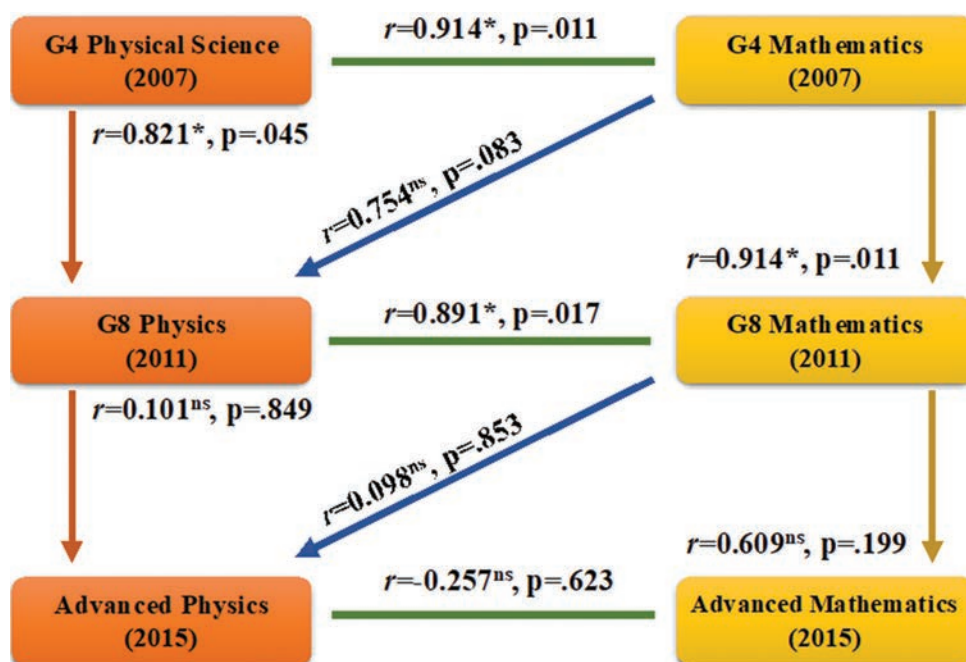 G4 Physical Science
(2007)
r=0.914*, p=.011
G4 Mathematics
(2007)
r=0.821*, p=.045
r=0.754ns, p=.083
r=0.914*, p=.011
G8 Physics
(2011)
r=0.891*, p=.017
G8 Mathematics
(2011)
r=0.101ns, p=.849
r=0.098ns, p=.853
r=0.609ns, p=.199
Advanced Physics
(2015)
r=-0.257ns, p=.623
Advanced Mathematics
(2015)